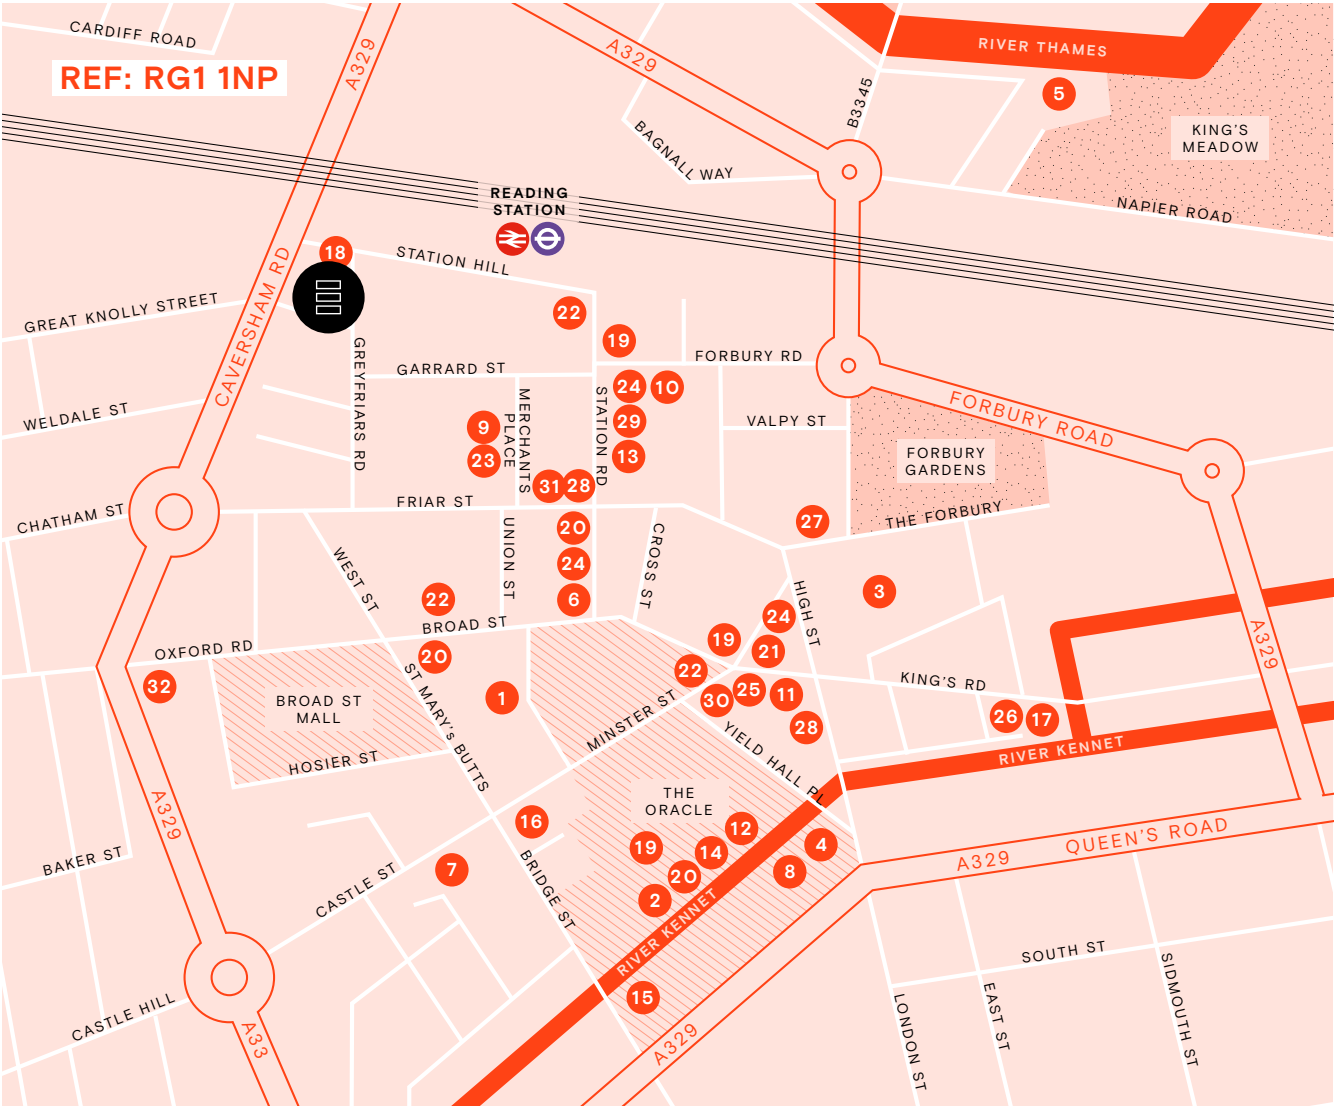 CARDIFF ROAD
REF: RG1 1NP
A329
A329
RIVER THAMES
5
B3345
KING'S
MEADOW
BAGNALL WAY
NAPIER ROAD
READING
STATION
18
STATION HILL
CAVERSHAM RD
GREAT KNOLLY STREET
22
19
GREYFRIARS RD
GARRARD ST
FORBURY RD
WELDALE ST
MERCHANTS
PLACE
STATION RD
24
10
9
29
VALPY ST
FORBURY ROAD
23
13
FORBURY
GARDENS
31
28
FRIAR ST
CHATHAM ST
THE FORBURY
27
20
UNION ST
CROSS ST
WEST ST
24
22
6
BROAD ST
3
HIGH ST
24
19
21
OXFORD RD
20
A329
32
ST MARY's BUTTS
22
25
11
30
KING'S RD
26
17
1
BROAD ST
MALL
MINSTER ST
28
YIELD HALL PL
RIVER KENNET
HOSIER ST
THE
ORACLE
A329
16
12
19
14
4
QUEEN'S ROAD
A329
BAKER ST
7
20
8
BRIDGE ST
CASTLE ST
2
RIVER KENNET
SOUTH ST
15
SIDMOUTH ST
EAST ST
LONDON ST
CASTLE HILL
A33
A329